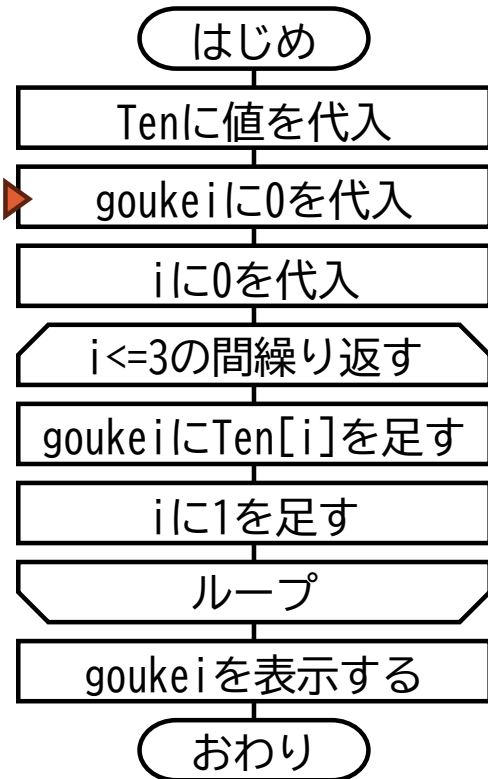 はじめ
Tenに値を代入
goukeiに0を代入
iに0を代入
i<=3の間繰り返す
goukeiにTen[i]を足す
iに1を足す
ループ
goukeiを表示する
おわり